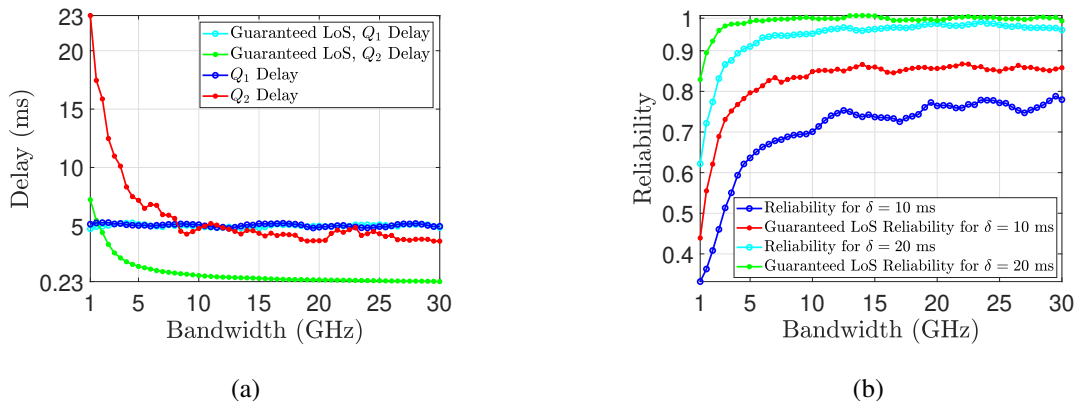 23
20
15
10
5
0.23
Delay (ms)
Guaranteed LoS, Q1 Delay
Guaranteed LoS, Q2 Delay
Q1 Delay
Q2 Delay
1 5 10 15 20 25 30
Bandwidth (GHz)
(a)
1
0.9
0.8
0.7
0.6
0.5
0.4
Reliability
Reliability for δ = 10 ms
Guaranteed LoS Reliability for δ = 10 ms
Reliability for δ = 20 ms
Guaranteed LoS Reliability for δ = 20 ms
1 5 10 15 20 25 30
Bandwidth (GHz)
(b)